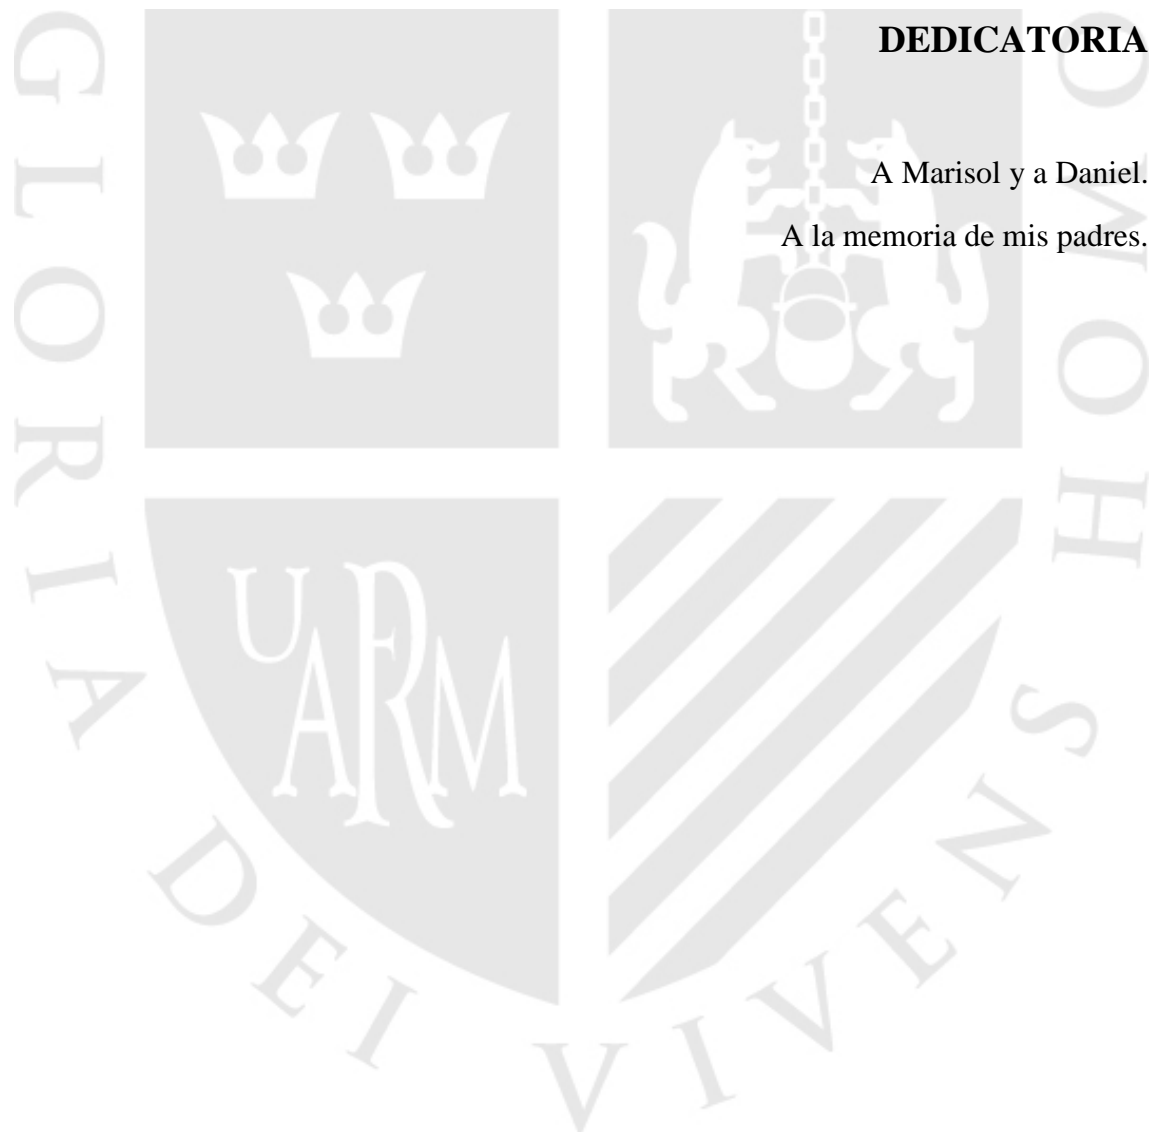 DEDICATORIA
A Marisol y a Daniel.
A la memoria de mis padres.
GLORIA DEI VIVENS HOMO
UARM